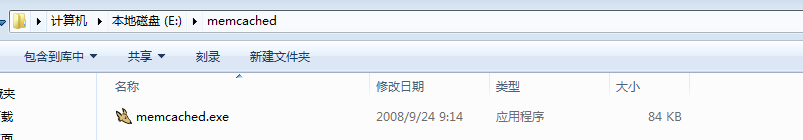 计算机 本地磁盘 (E:) memcached
包含到库中 共享 刻录 新建文件夹
名称 修改日期 类型 大小
memcached.exe 2008/9/24 9:14 应用程序 84 KB